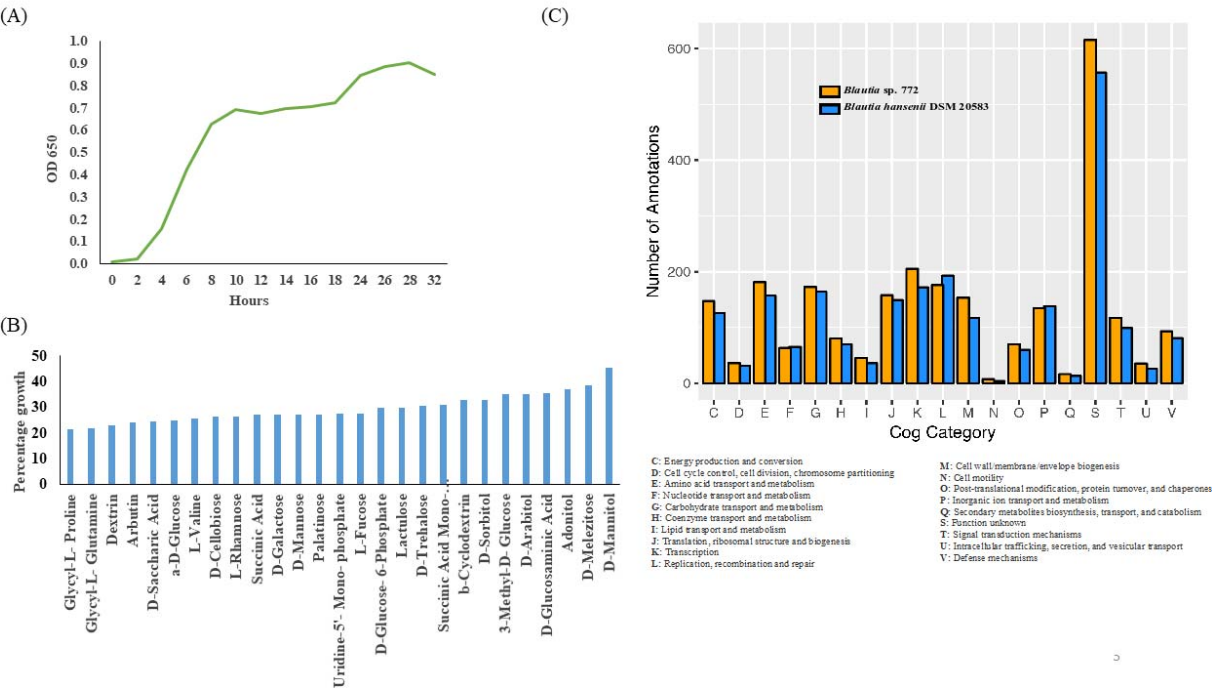 (A)
1.0
0.9
0.8
0.7
0.6
0.5
0.4
0.3
0.2
0.1
0.0
OD 650
0 2 4 6 8 10 12 14 16 18 24 26 28 32
Hours
(B)
50
40
30
20
10
0
Percentage growth
Glycyl-L- Proline
Glycyl-L- Glutamine
Dextrin
Arbutin
D-Saccharic Acid
a-D-Glucose
L-Valine
D-Cellobiose
L-Rhamnose
Succinic Acid
D-Galactose
D-Mannose
Palatinose
Uridine-5'- Mono- phosphate
L-Fucose
D-Glucose- 6-Phosphate
Lactulose
D-Trehalose
Succinic Acid Mono-…
b-Cyclodextrin
D-Sorbitol
3-Methyl-D- Glucose
D-Arabitol
D-Glucosaminic Acid
Adonitol
D-Melezitose
D-Mannitol
(C)
600
400
200
0
Number of Annotations
Blautia sp. 772
Blautia hansenii DSM 20583
C D E F G H I J K L M N O P Q S T U V
Cog Category
C: Energy production and conversion
D: Cell cycle control, cell division, chromosome partitioning
E: Amino acid transport and metabolism
F: Nucleotide transport and metabolism
G: Carbohydrate transport and metabolism
H: Coenzyme transport and metabolism
I: Lipid transport and metabolism
J: Translation, ribosomal structure and biogenesis
K: Transcription
L: Replication, recombination and repair
M: Cell wall/membrane/envelope biogenesis
N: Cell motility
O: Post-translational modification, protein turnover, and chaperones
P: Inorganic ion transport and metabolism
Q: Secondary metabolites biosynthesis, transport, and catabolism
S: Function unknown
T: Signal transduction mechanisms
U: Intracellular trafficking, secretion, and vesicular transport
V: Defense mechanisms